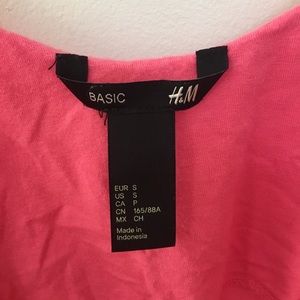 BASIC H&M
EUR S
US S
CA P
CN 165/88A
MX CH
Made in
Indonesia